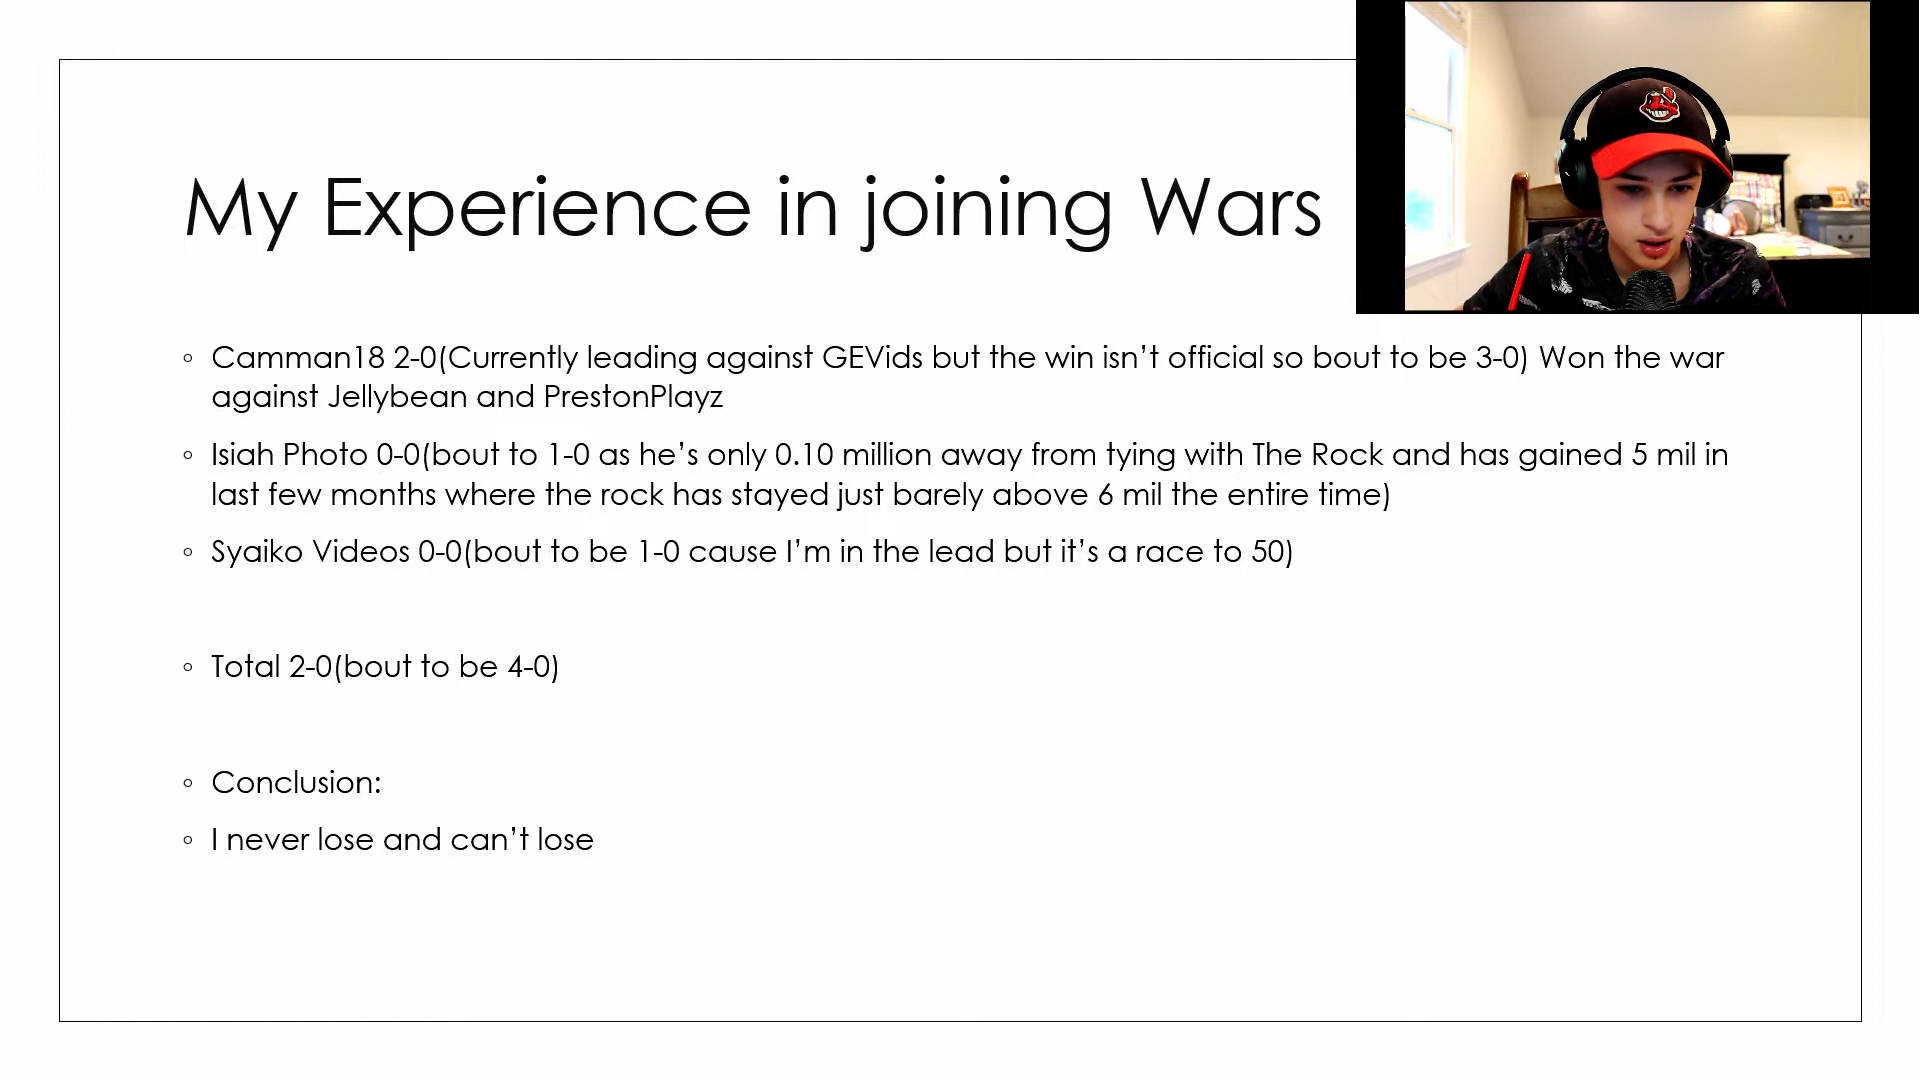 My Experience in joining Wars
◦ Camman18 2-0(Currently leading against GEVids but the win isn’t official so bout to be 3-0) Won the war
against Jellybean and PrestonPlayz
◦ Isiah Photo 0-0(bout to 1-0 as he’s only 0.10 million away from tying with The Rock and has gained 5 mil in
last few months where the rock has stayed just barely above 6 mil the entire time)
◦ Syaiko Videos 0-0(bout to be 1-0 cause I’m in the lead but it’s a race to 50)
◦ Total 2-0(bout to be 4-0)
◦ Conclusion:
◦ I never lose and can’t lose